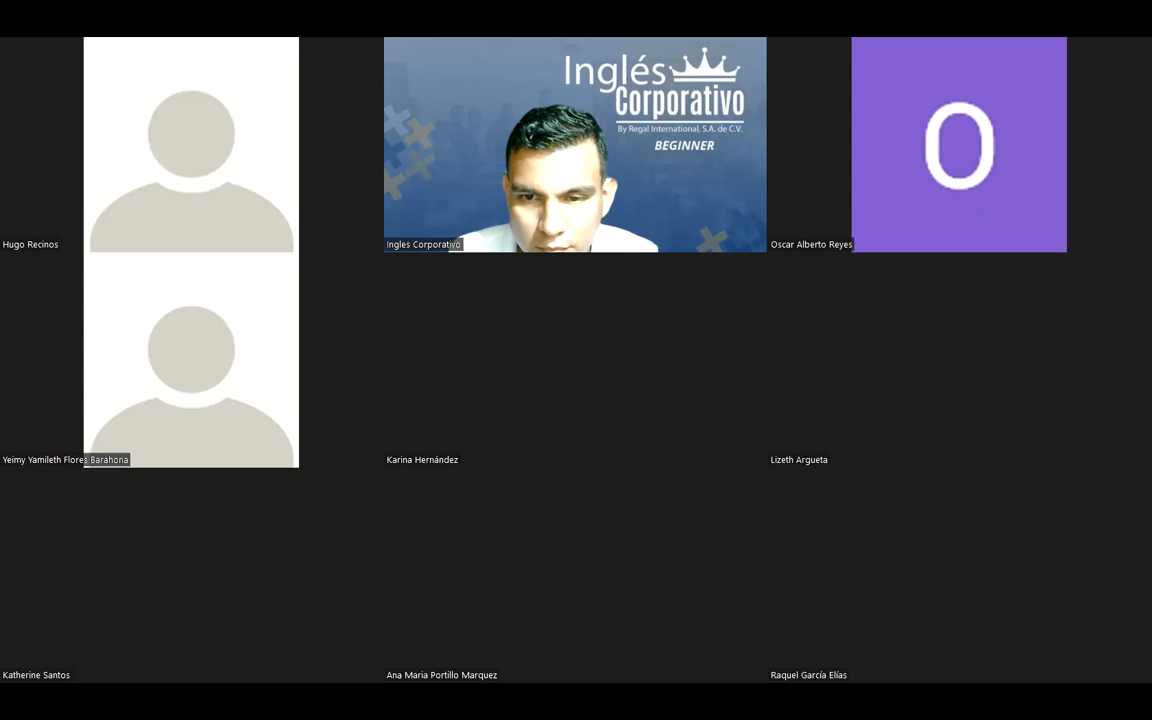 Inglés
Corporativo
By Regal International, S.A. de C.V.
BEGINNER
O
Hugo Recinos
Ingles Corporativo
Oscar Alberto Reyes
Yeimy Yamileth Flores Barahona
Karina Hernández
Lizeth Argueta
Katherine Santos
Ana Maria Portillo Marquez
Raquel García Elías